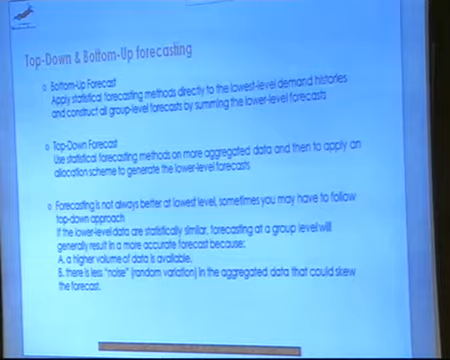 Top-Down & Bottom-Up forecasting
Bottom-Up Forecast
Apply statistical forecasting methods directly to the lowest-level demand histories
and construct all group-level forecasts by summing the lower-level forecasts
Top-Down Forecast
Use statistical forecasting methods on more aggregated data and then to apply an
allocation scheme to generate the lower-level forecasts
Forecasting is not always better at lowest level, sometimes you may have to follow
top-down approach
If the lower-level data are statistically similar, forecasting at a group level will
generally result in a more accurate forecast because:
A. a higher volume of data is available.
B. there is less "noise" (random variation) in the aggregated data that could skew
the forecast.